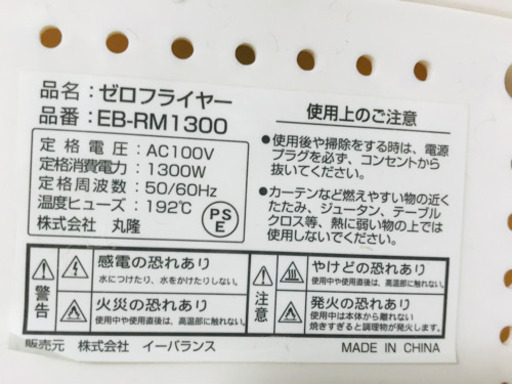 品名：ゼロフライヤー
品番：EB-RM1300
定格電圧：AC100V
定格消費電力：1300W
定格周波数：50/60Hz
温度ヒューズ：192℃
株式会社 丸隆
PS
E
使用上のご注意
●使用後や掃除をする時は、電源
プラグを必ず、コンセントから
抜いてください。
●カーテンなど燃えやすい物の近く
たたみ、ジュータン、テーブル
クロス等、熱に弱い物の上では
使用しないでください。
警告
感電の恐れあり
水につけたり、水をかけたりしない。
火災の恐れあり
使用中や使用直後は、高温部に触れない。
注意
やけどの恐れあり
使用中や使用直後は、高温部に触れない。
発火の恐れあり
使用中は本体から離れない
焼きすぎると調理物が発火します。
販売元 株式会社 イーバランス
MADE IN CHINA